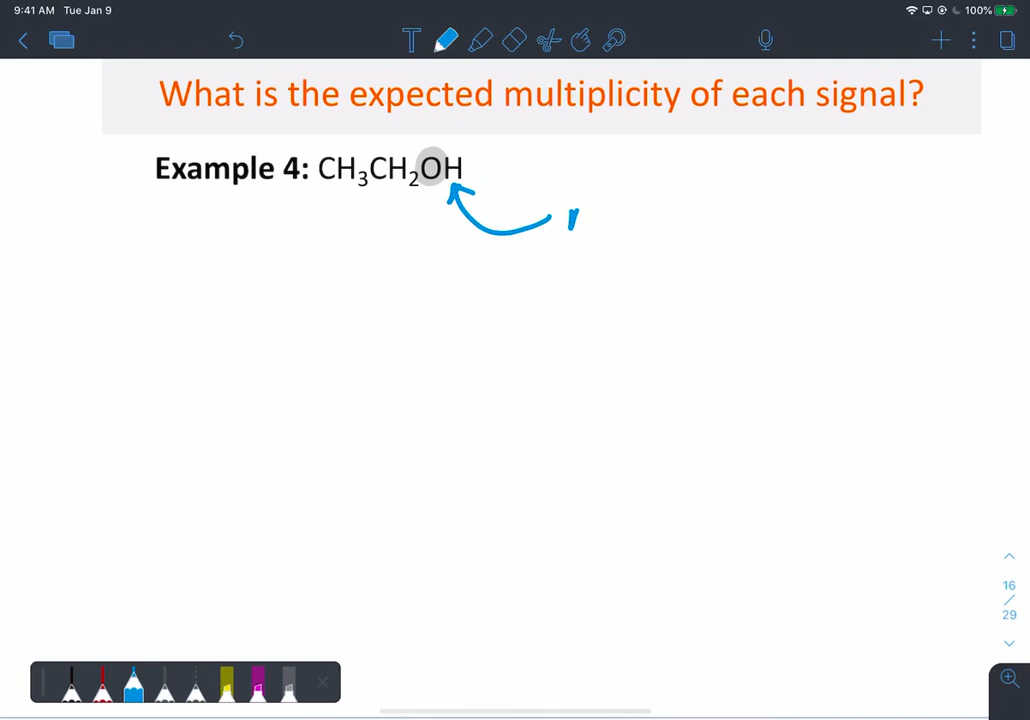 9:41 AM Tue Jan 9
100%
What is the expected multiplicity of each signal?
Example 4: CH₃CH₂OH
16
/
29